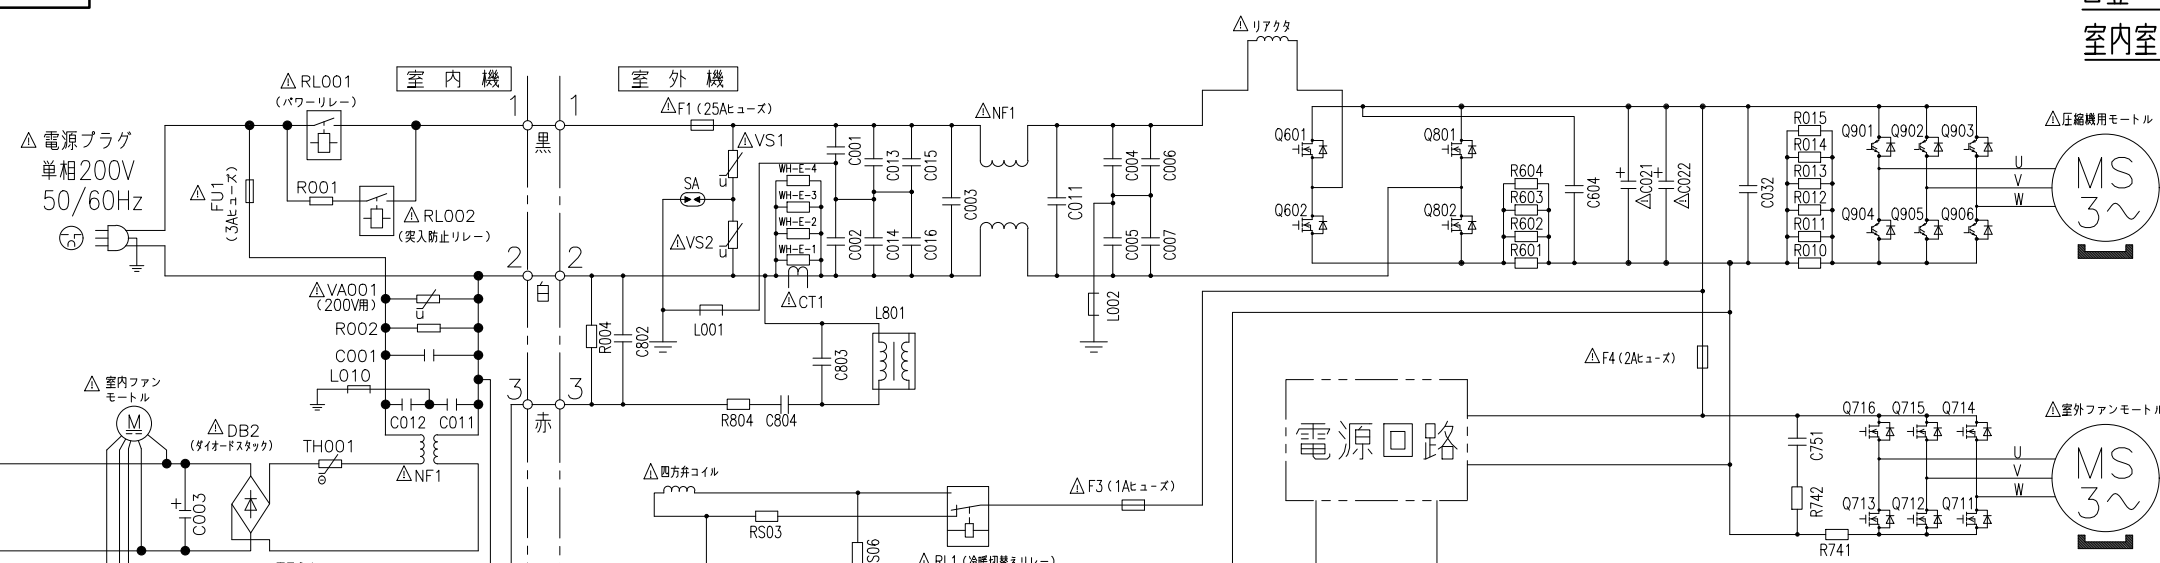 室内室
リアクタ
RL001
(パワーリレー)
室内機
室外機
1
1
F1(25Aヒューズ)
NF1
電源プラグ
単相200V
50/60Hz
FU1
(3Aヒューズ)
R001
RL002
(突入防止リレー)
黒
VS1
u
SA
VS2
u
WH-E-4
WH-E-3
WH-E-2
WH-E-1
C001
C002
C013
C014
C015
C016
C003
C011
C004
C005
C006
C007
Q601
Q602
Q801
Q802
R604
R603
R602
R601
C604
+
C021
+
C022
C032
R015
R014
R013
R012
R011
R010
Q901
Q902
Q903
Q904
Q905
Q906
U
V
W
圧縮機用モートル
MS
3～
2
2
白
VA001
(200V用)
u
R002
C001
L010
C012
C011
NF1
CT1
L001
L002
R004
C802
C803
L801
3
3
赤
R804
C804
F4(2Aヒューズ)
室内ファン
モートル
M
DB2
(ダイオードスタック)
TH001
θ
+
C003
四方弁コイル
RS03
S06
RL1(冷暖切替えリレー)
F3(1Aヒューズ)
電源回路
C751
R742
R741
Q716
Q715
Q714
Q713
Q712
Q711
U
V
W
室外ファンモートル
MS
3～